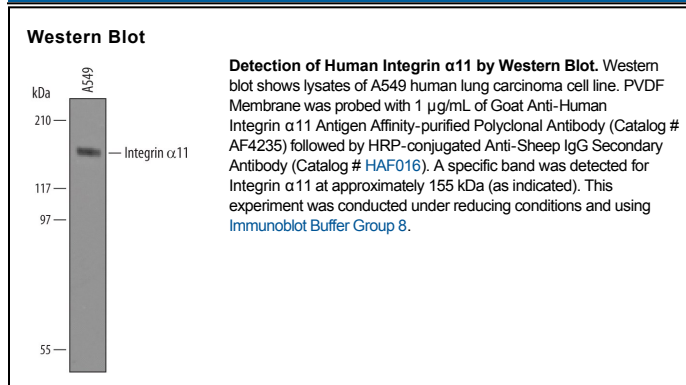 Western Blot
kDa
A549
210
Integrin α11
117
97
55
Detection of Human Integrin α11 by Western Blot. Western
blot shows lysates of A549 human lung carcinoma cell line. PVDF
Membrane was probed with 1 µg/mL of Goat Anti-Human
Integrin α11 Antigen Affinity-purified Polyclonal Antibody (Catalog #
AF4235) followed by HRP-conjugated Anti-Sheep IgG Secondary
Antibody (Catalog # HAF016). A specific band was detected for
Integrin α11 at approximately 155 kDa (as indicated). This
experiment was conducted under reducing conditions and using
Immunoblot Buffer Group 8.